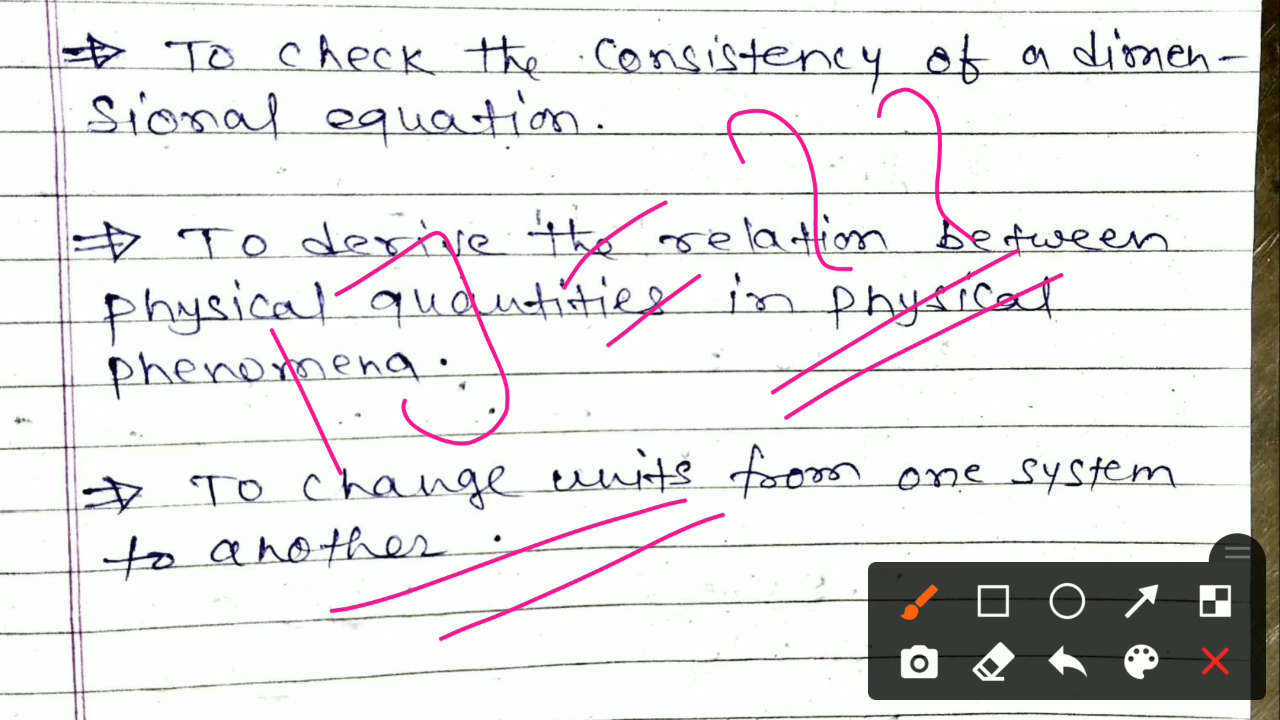 ⇒ To check the consistency of a dimen-
sional equation.
⇒ To derive the relation between
physical quantities in physical
phenomena.
⇒ To change units from one system
to another.